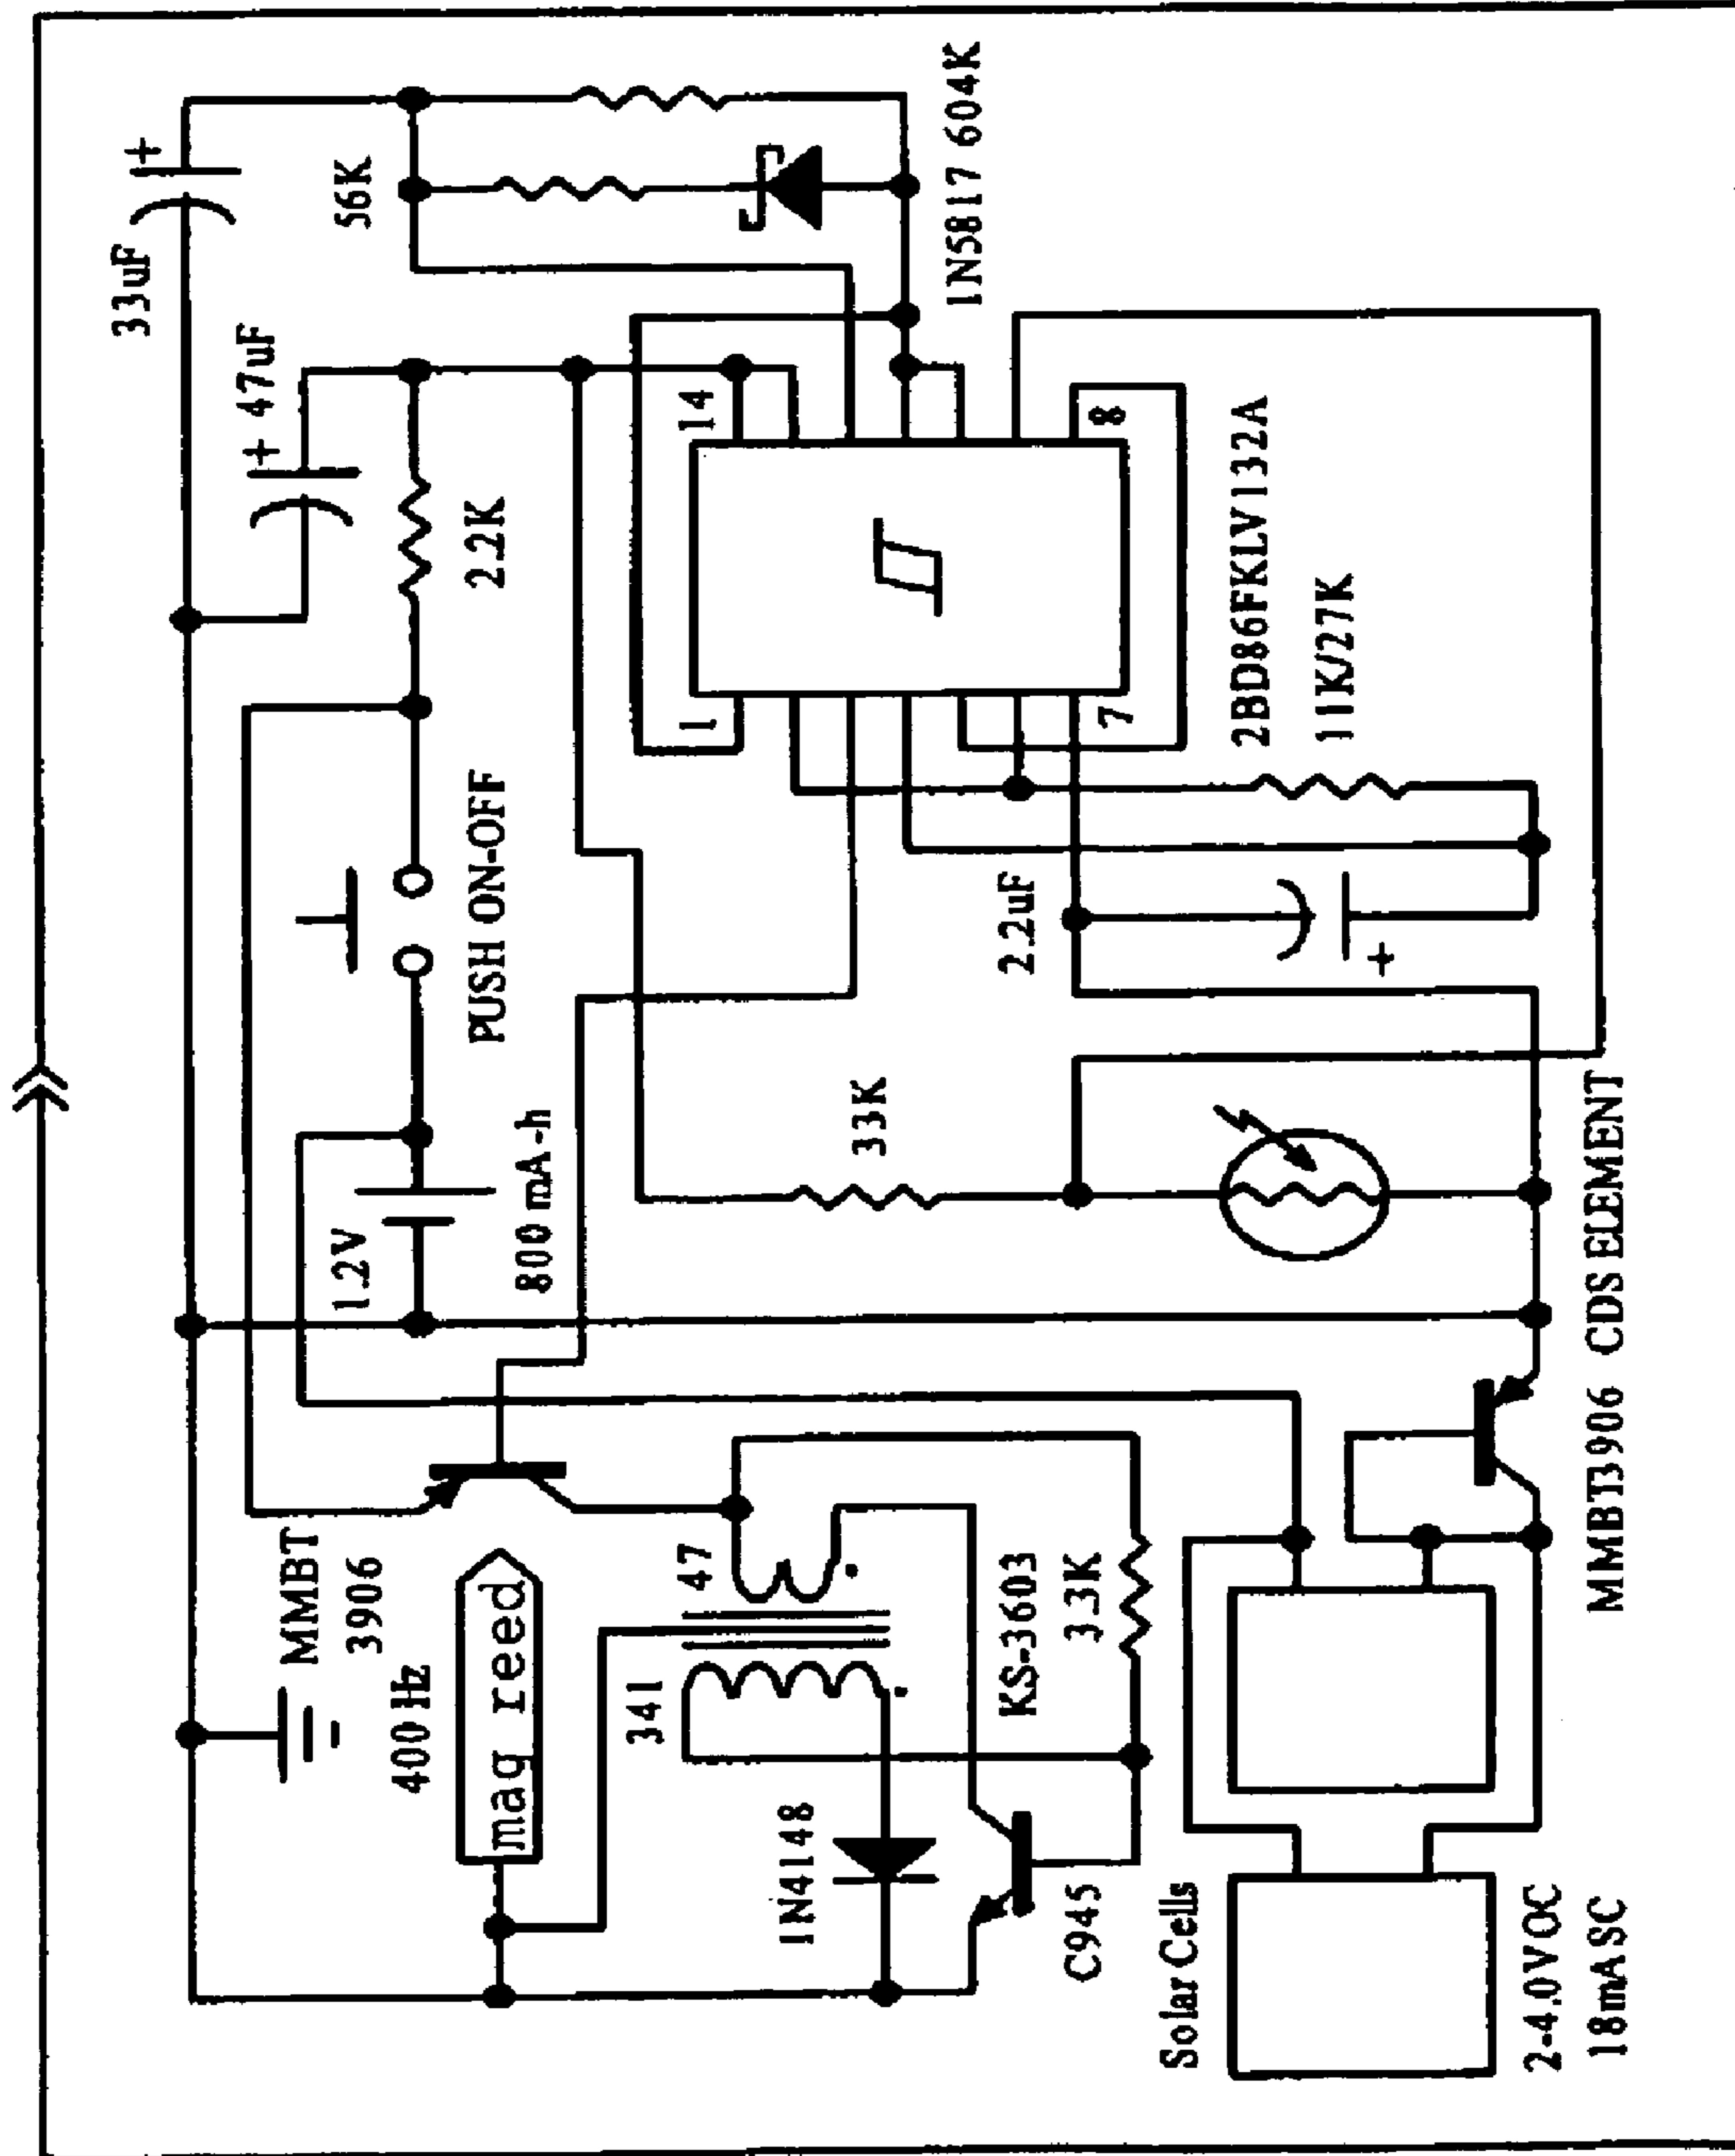 33uF
+
+ 47uF
56K
2.2K
PUSH ON-OFF
1.2V
800 mA-h
MMBT
3906
400 Hz
mag reed
341
47
1N4148
C945
KS-3603
3.3K
33K
2.2uF
+
1
14
7
8
1N5817 604K
2BD86FKLV132A
11K/27K
Solar Cells
2-4.0VOC
18mASC
MMBT3906 CDS ELEMENT